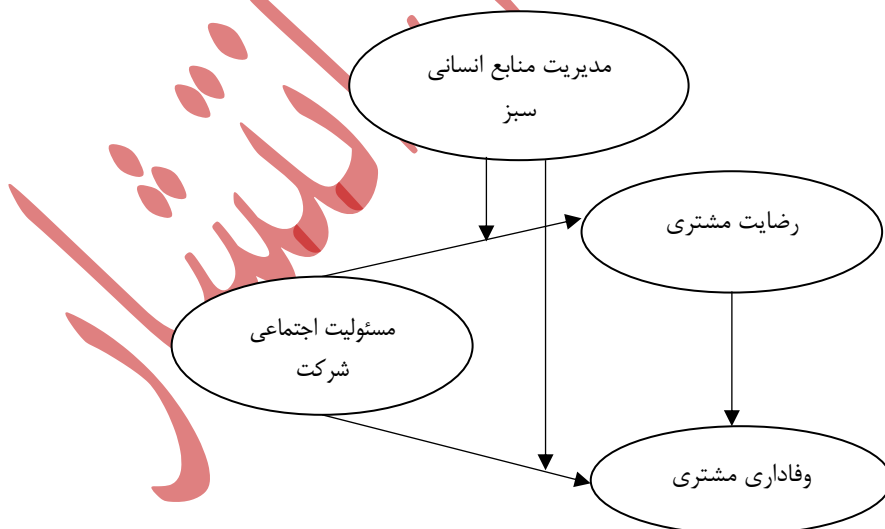 مدیریت منابع انسانی
سبز
رضایت مشتری
مسئولیت اجتماعی
شرکت
وفاداری مشتری